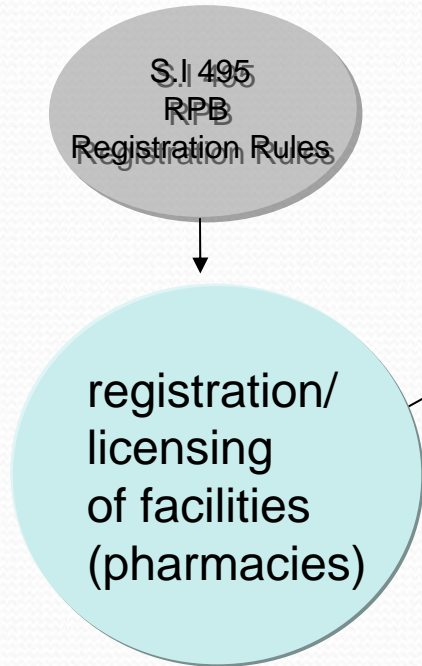 S.I 495
RPB
Registration Rules
registration/
licensing
of facilities
(pharmacies)